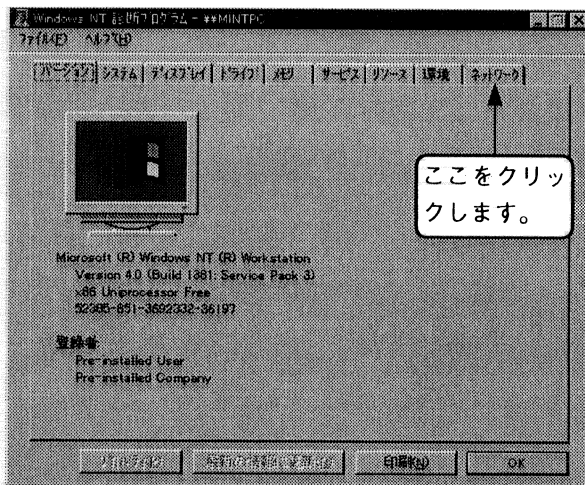 Windows NT 診断プログラム - ¥¥MINTPC
ファイル(F) ヘルプ(H)
バージョン システム ディスプレイ ドライブ メモリ サービス リソース 環境 ネットワーク
ここをクリッ
クします。
Microsoft (R) Windows NT (R) Workstation
Version 4.0 (Build 1381: Service Pack 3)
x86 Uniprocessor Free
52385-851-3692332-36197
登録者:
Pre-installed User
Pre-installed Company
印刷(N) OK